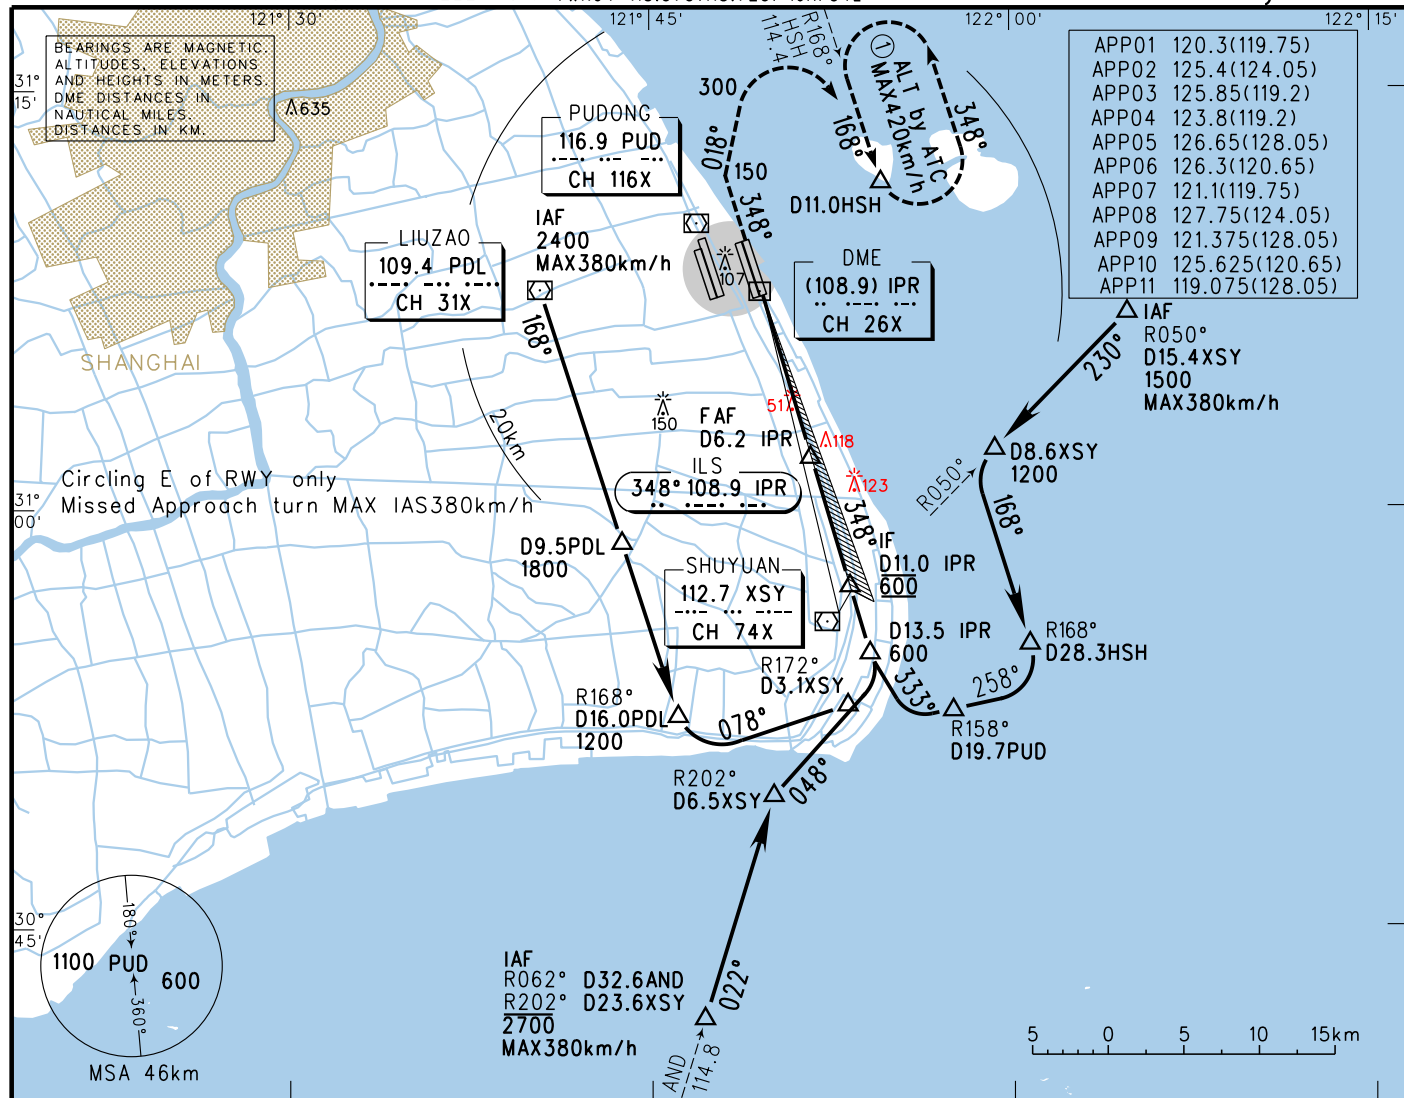 121° 30'
121° 45'
122° 00'
122° 15'
BEARINGS ARE MAGNETIC.
ALTITUDES, ELEVATIONS
AND HEIGHTS IN METERS.
DME DISTANCES IN
NAUTICAL MILES.
DISTANCES IN KM.
31°
15'
635
R168°
HSH
114.4
300
①
ALT by ATC
MAX420km/h
348°
168°
APP01 120.3(119.75)
APP02 125.4(124.05)
APP03 125.85(119.2)
APP04 123.8(119.2)
APP05 126.65(128.05)
APP06 126.3(120.65)
APP07 121.1(119.75)
APP08 127.75(124.05)
APP09 121.375(128.05)
APP10 125.625(120.65)
APP11 119.075(128.05)
PUDONG
116.9 PUD
CH 116X
018°
150
D11.0HSH
348°
IAF
2400
MAX380km/h
LIUZAO
109.4 PDL
CH 31X
107
DME
(108.9) IPR
CH 26X
168°
SHANGHAI
IAF
R050°
D15.4XSY
1500
MAX380km/h
230°
150
51
20km
FAF
D6.2 IPR
118
ILS
348° 108.9 IPR
123
D8.6XSY
1200
R050°
Circling E of RWY only
Missed Approach turn MAX IAS380km/h
31°
00'
348°
168°
IF
D11.0 IPR
600
D9.5PDL
1800
SHUYUAN
112.7 XSY
CH 74X
D13.5 IPR
600
R168°
D28.3HSH
R172°
D3.1XSY
333°
258°
R168°
D16.0PDL
1200
078°
R158°
D19.7PUD
R202°
D6.5XSY
048°
30°
45'
180°
1100 PUD
600
360°
MSA 46km
IAF
R062° D32.6AND
R202° D23.6XSY
2700
MAX380km/h
022°
AND
114.8
5 0 5 10 15km